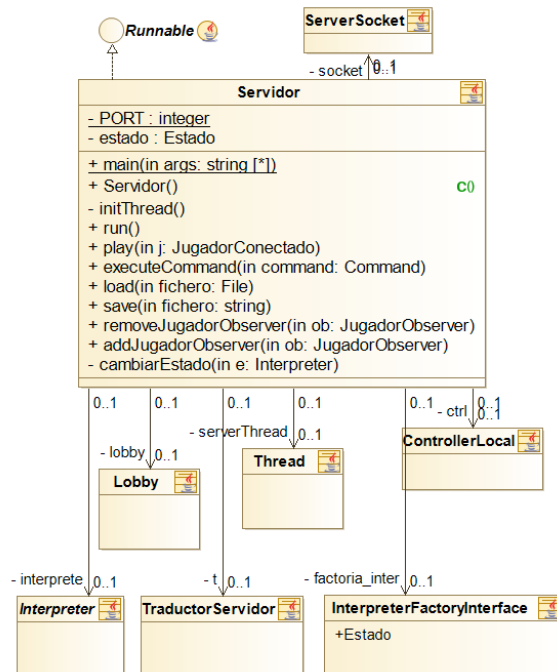 Runnable
ServerSocket
- socket 0..1
0..1
Servidor
- PORT : integer
- estado : Estado
+ main(in args: string [*])
+ Servidor()
C()
- initThread()
+ run()
+ play(in j: JugadorConectado)
+ executeCommand(in command: Command)
+ load(in fichero: File)
+ save(in fichero: string)
+ removeJugadorObserver(in ob: JugadorObserver)
+ addJugadorObserver(in ob: JugadorObserver)
- cambiarEstado(in e: Interpreter)
0..1 0..1 0..1 0..1 0..1 0..1
- ctrl 0..1
- serverThread 0..1
- lobby 0..1
ControllerLocal
Thread
Lobby
- interprete 0..1
- t 0..1
- factoria_inter 0..1
Interpreter
TraductorServidor
InterpreterFactoryInterface
+Estado